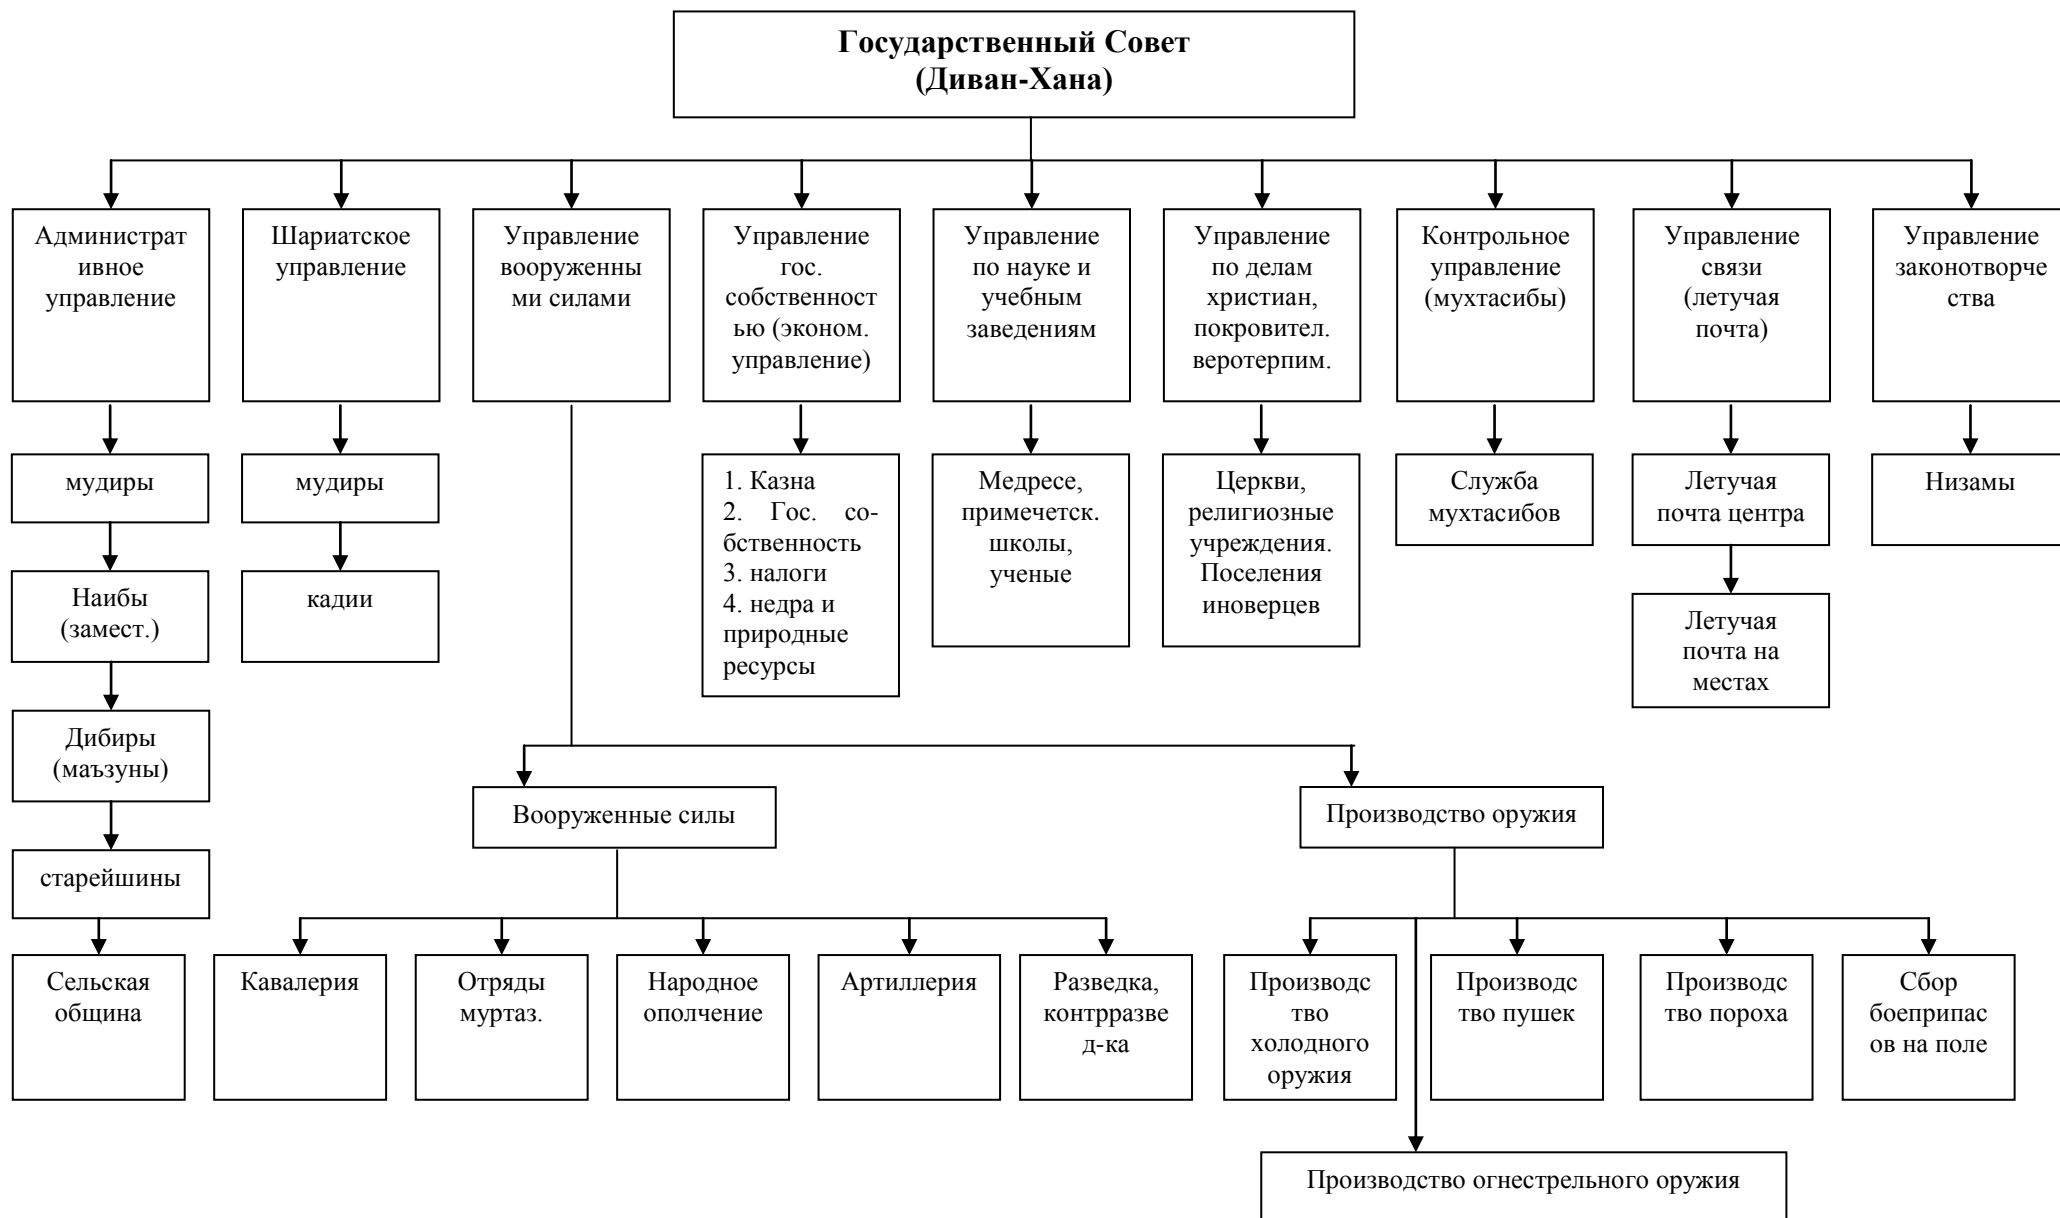 Государственный Совет
(Диван-Хана)
Администрат
ивное
управление
Шариатское
управление
Управление
вооруженны
ми силами
Управление
гос.
собственност
ью (эконом.
управление)
Управление
по науке и
учебным
заведениям
Управление
по делам
христиан,
покровител.
веротерпим.
Контрольное
управление
(мухтасибы)
Управление
связи
(летучая
почта)
Управление
законотворче
ства
мудиры
мудиры
1. Казна
2. Гос. со-
бственность
3. налоги
4. недра и
природные
ресурсы
Медресе,
примечетск.
школы,
ученые
Церкви,
религиозные
учреждения.
Поселения
иноверцев
Служба
мухтасибов
Летучая
почта центра
Низамы
Наибы
(замест.)
кадии
Летучая
почта на
местах
Дибиры
(маъзуны)
Вооруженные силы
Производство оружия
старейшины
Сельская
община
Кавалерия
Отряды
муртаз.
Народное
ополчение
Артиллерия
Разведка,
контрразве
д-ка
Производс
тво
холодного
оружия
Производс
тво пушек
Производс
тво пороха
Сбор
боеприпас
ов на поле
Производство огнестрельного оружия